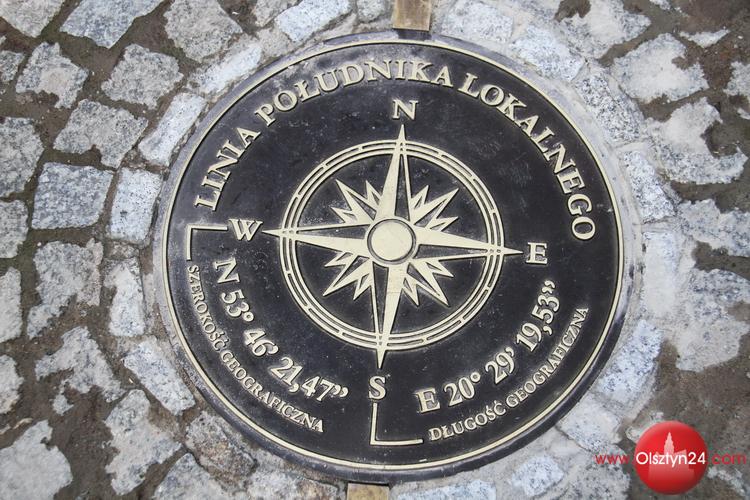 LINIA POŁUDNIKA LOKALNEGO
N
W
E
S
N 53° 46' 21,47”
SZEROKOŚĆ GEOGRAFICZNA
E 20° 29' 19,53”
DŁUGOŚĆ GEOGRAFICZNA
www.Olsztyn24.com